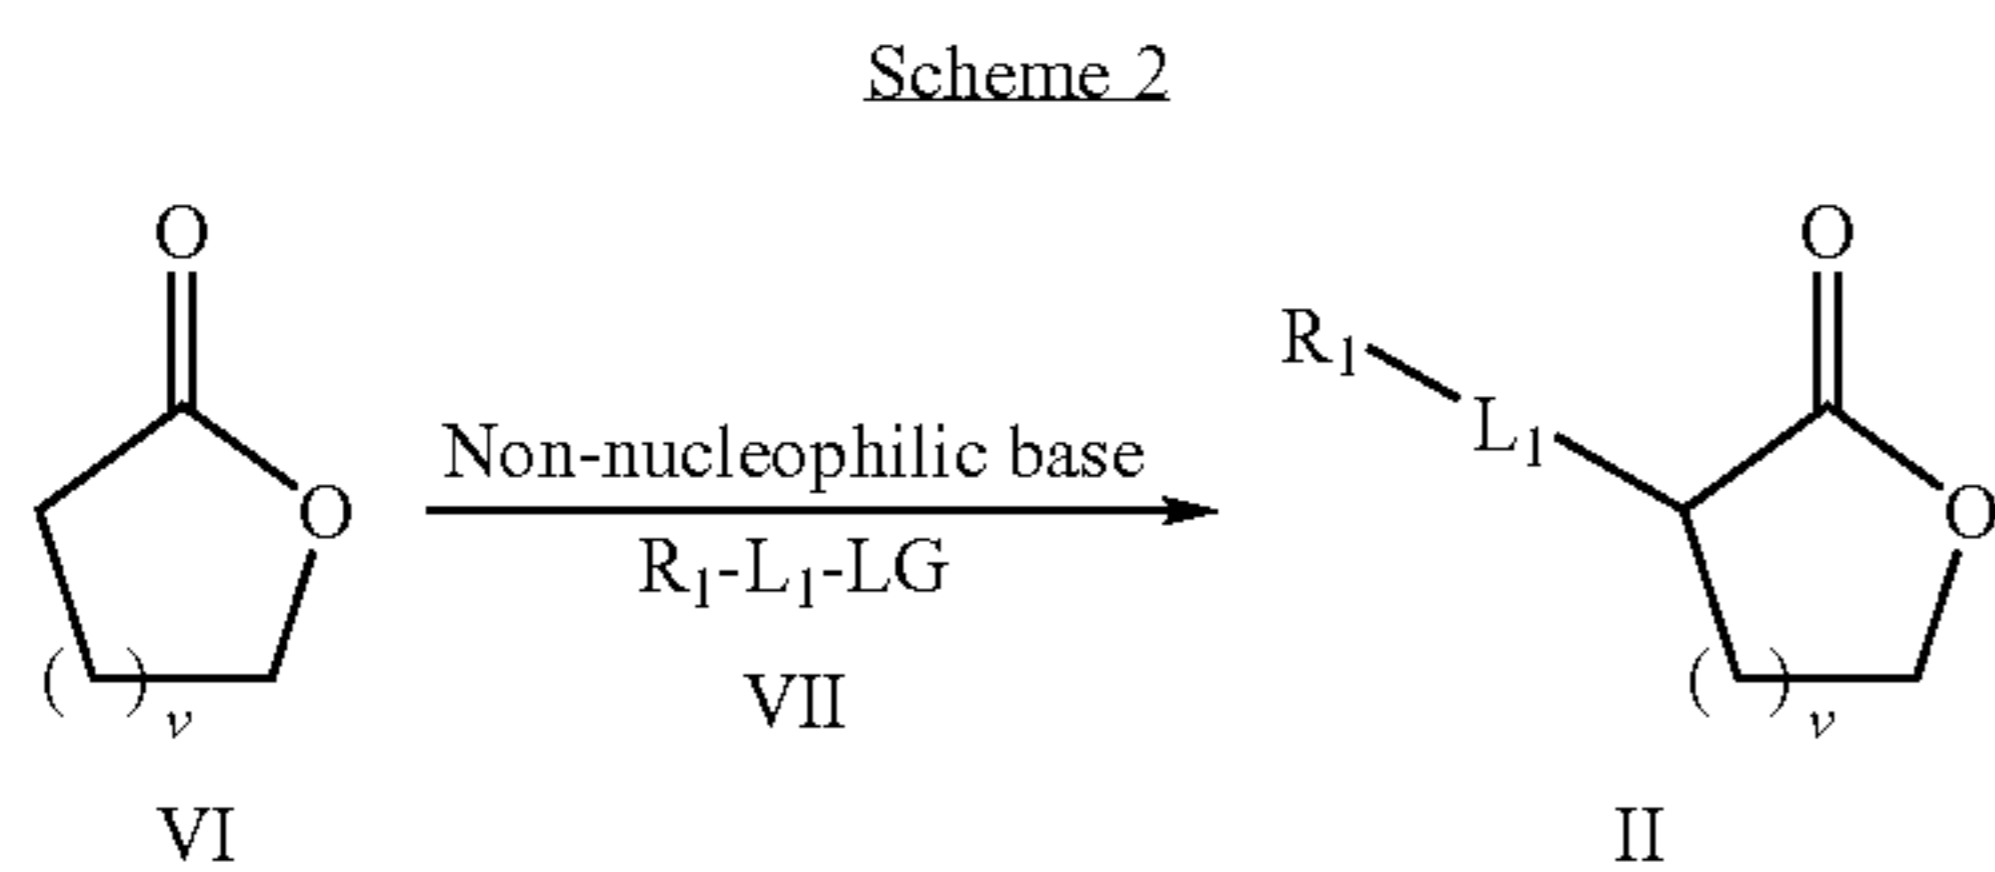 Scheme 2
O
O
( )v
VI
Non-nucleophilic base
R1-L1-LG
VII
O
R1
L1
O
( )v
II